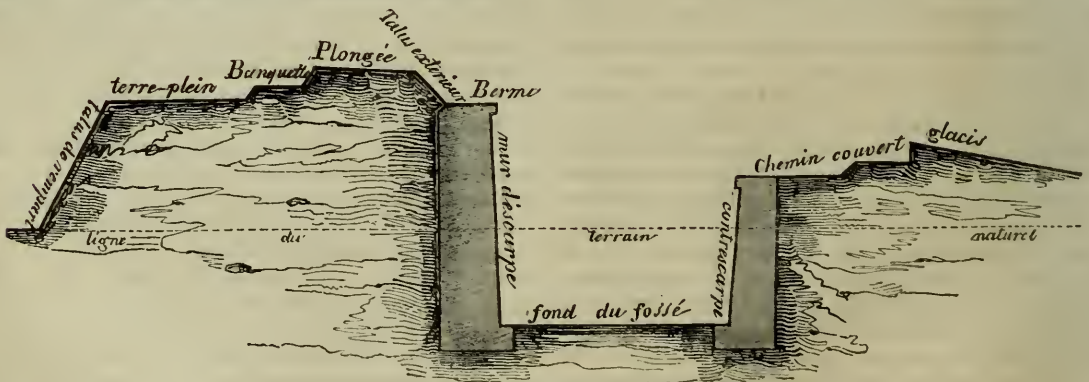 talus de rempart
terre-plein
Banquette
Plongée
Talus extérieur
Berme
mur d'escarpe
contrescarpe
Chemin couvert
glacis
ligne du terrain naturel
fond du fossé